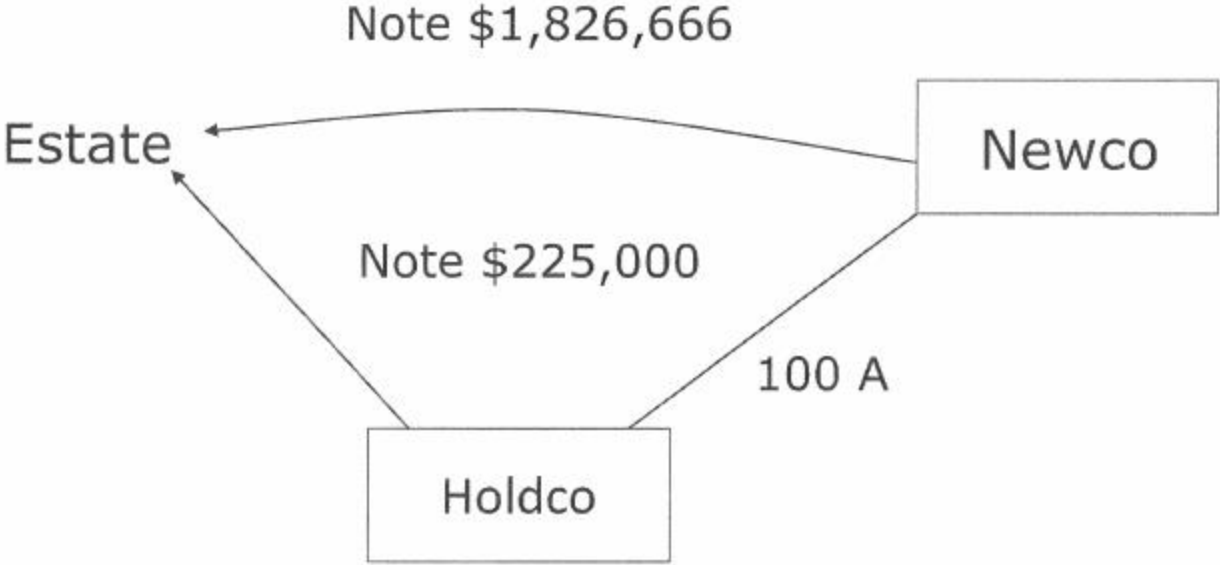 Note $1,826,666
Estate
Newco
Note $225,000
100 A
Holdco